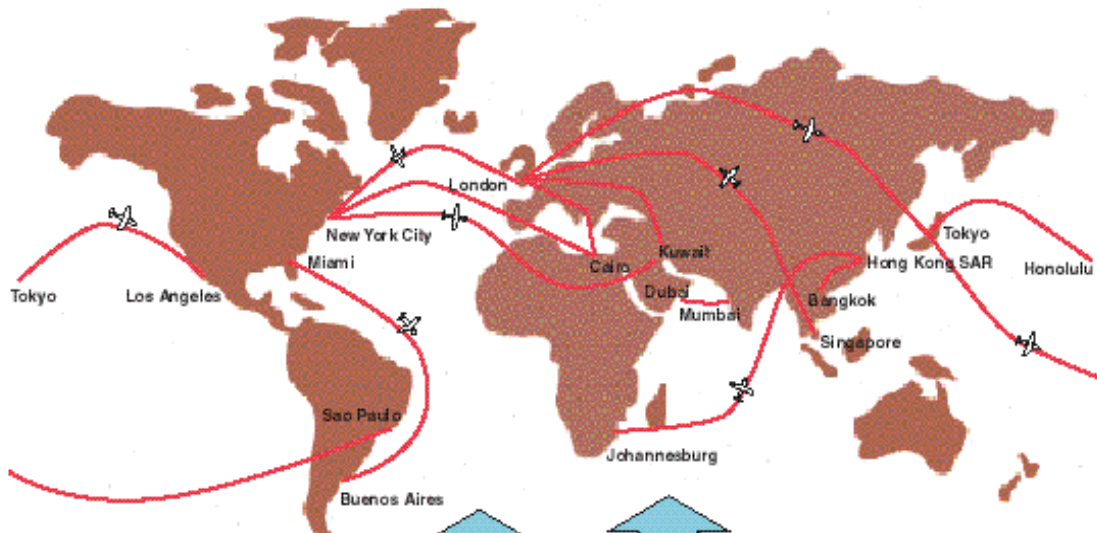 London
New York City
Tokyo
Cairo
Kuwait
Miami
Hong Kong SAR
Honolulu
Tokyo
Los Angeles
Dubai
Bangkok
Mumbai
Singapore
Sao Paulo
Johannesburg
Buenos Aires